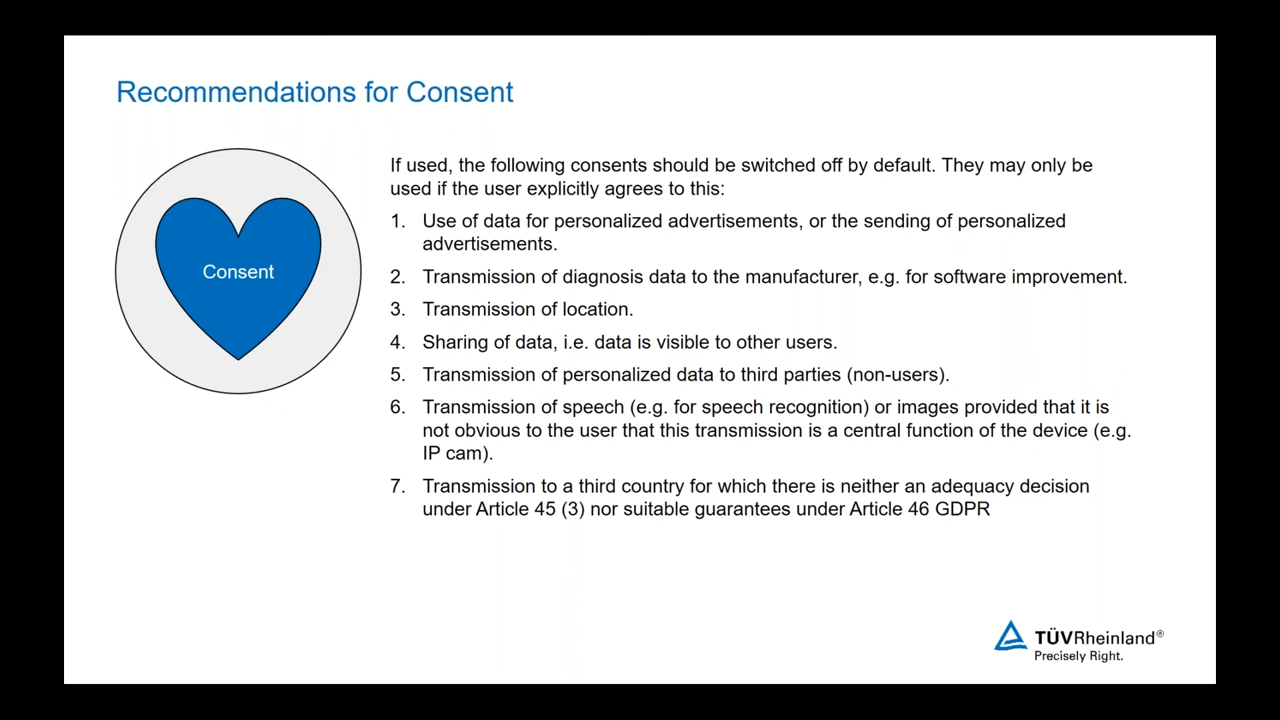 Recommendations for Consent
Consent
If used, the following consents should be switched off by default. They may only be
used if the user explicitly agrees to this:
1. Use of data for personalized advertisements, or the sending of personalized
advertisements.
2. Transmission of diagnosis data to the manufacturer, e.g. for software improvement.
3. Transmission of location.
4. Sharing of data, i.e. data is visible to other users.
5. Transmission of personalized data to third parties (non-users).
6. Transmission of speech (e.g. for speech recognition) or images provided that it is
not obvious to the user that this transmission is a central function of the device (e.g.
IP cam).
7. Transmission to a third country for which there is neither an adequacy decision
under Article 45 (3) nor suitable guarantees under Article 46 GDPR
TÜVRheinland®
Precisely Right.